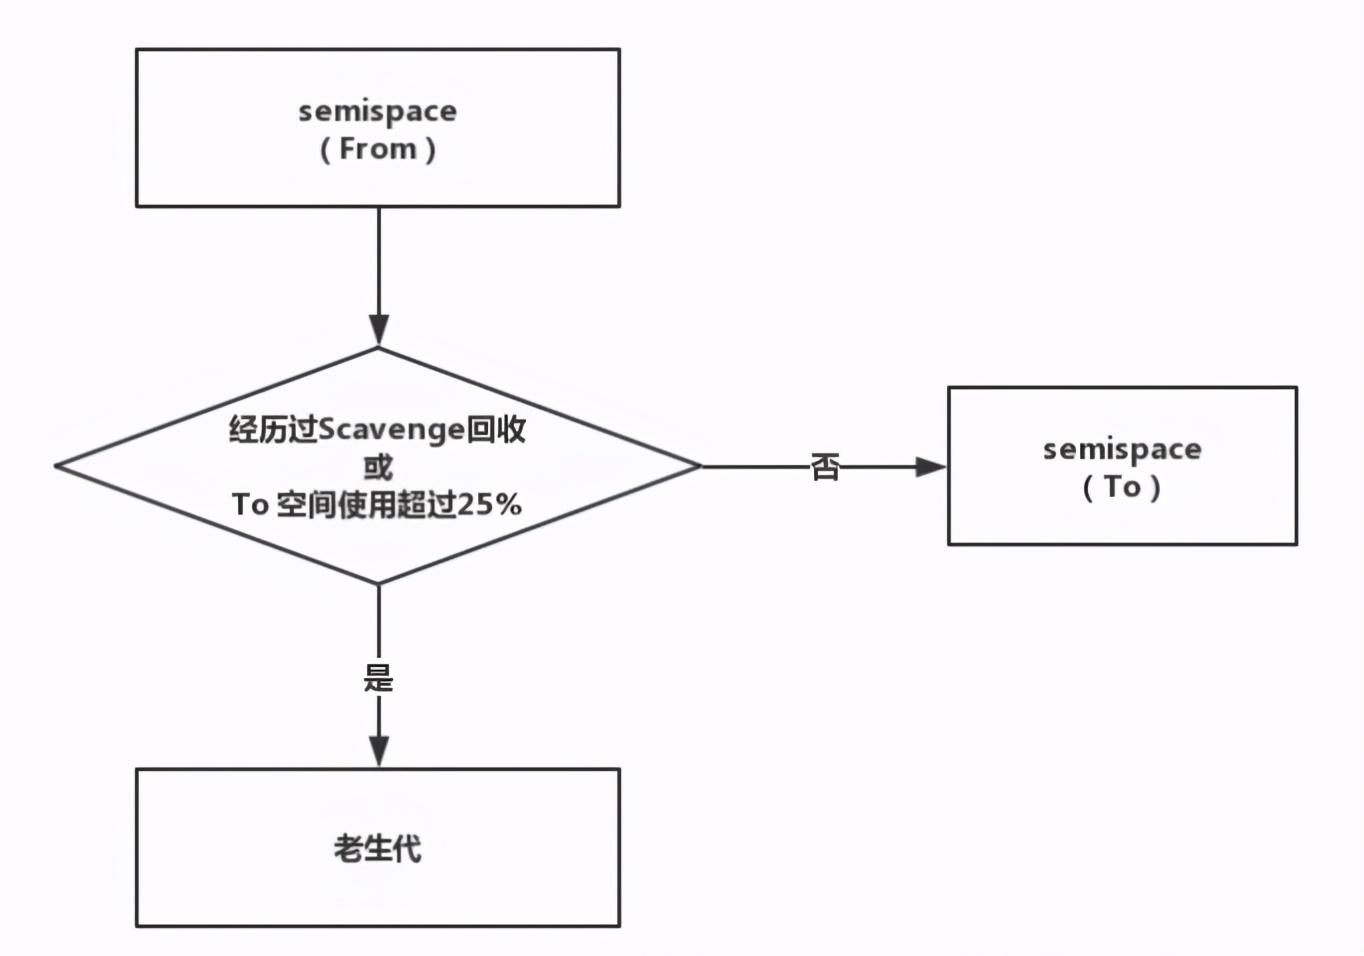 semispace
（From）
经历过Scavenge回收
或
To 空间使用超过25%
否
semispace
（To）
是
老生代